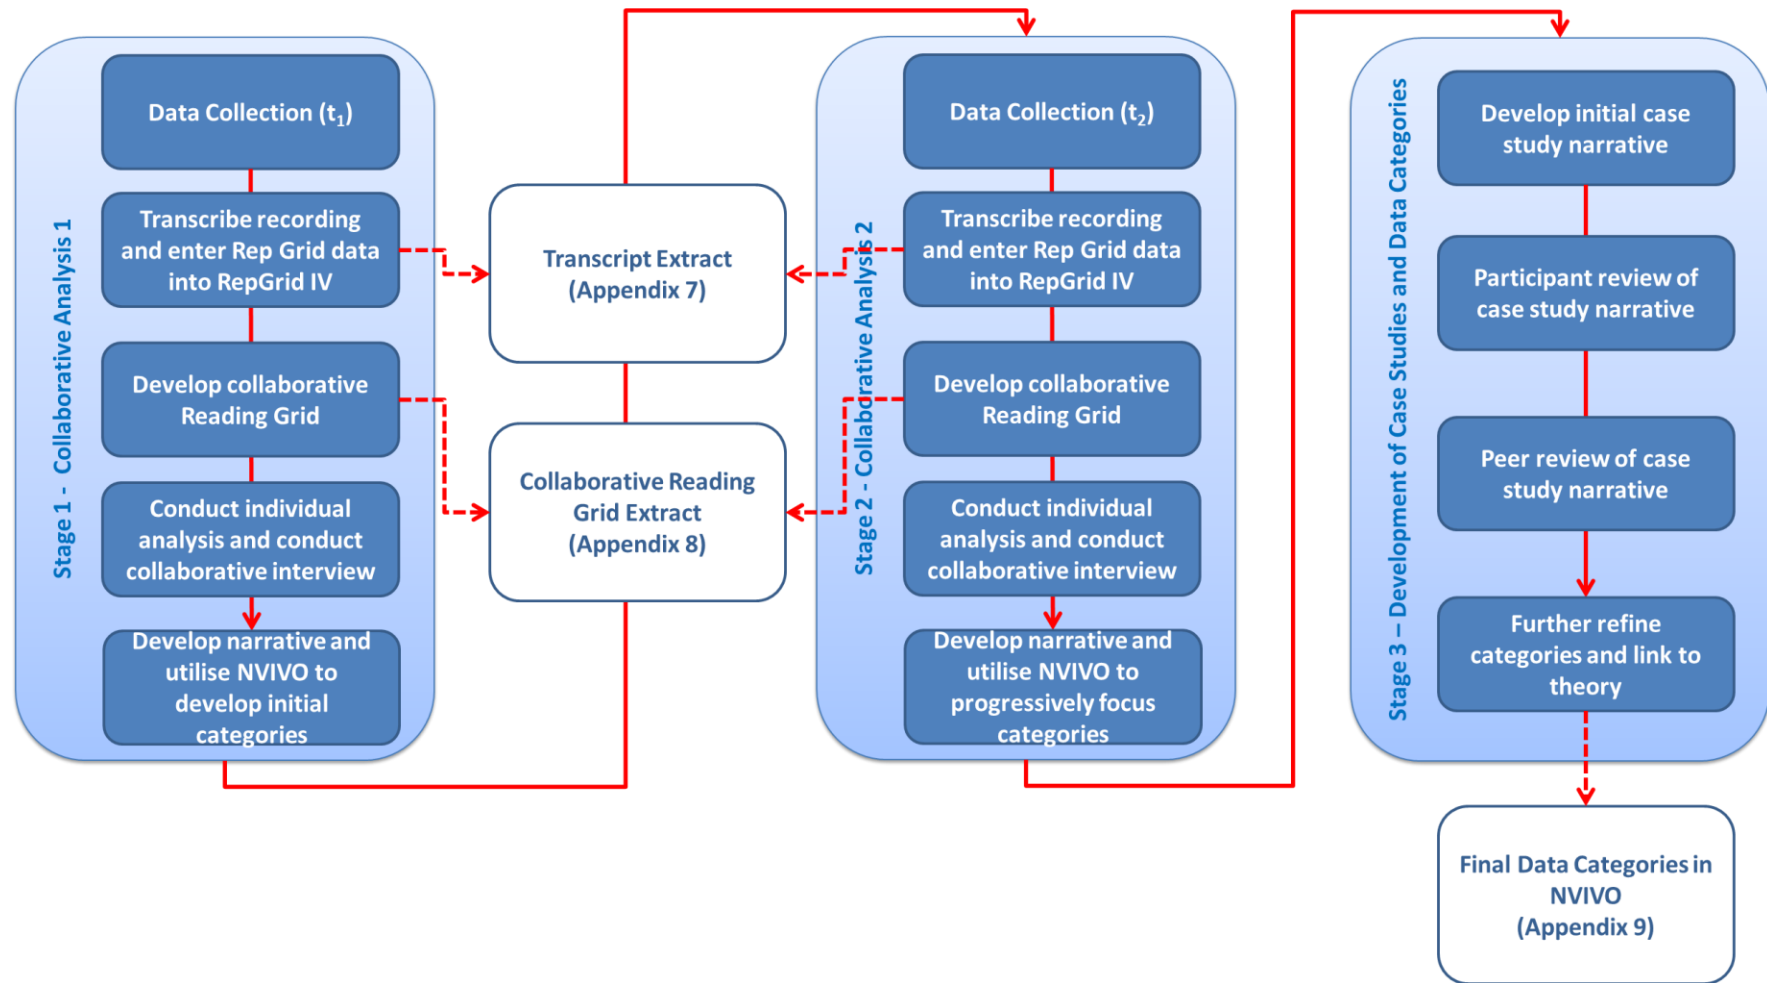 Stage 1 - Collaborative Analysis 1
Data Collection (t₁)
Transcribe recording
and enter Rep Grid data
into RepGrid IV
Develop collaborative
Reading Grid
Conduct individual
analysis and conduct
collaborative interview
Develop narrative and
utilise NVIVO to
develop initial
categories
Transcript Extract
(Appendix 7)
Collaborative Reading
Grid Extract
(Appendix 8)
Stage 2 - Collaborative Analysis 2
Data Collection (t₂)
Transcribe recording
and enter Rep Grid data
into RepGrid IV
Develop collaborative
Reading Grid
Conduct individual
analysis and conduct
collaborative interview
Develop narrative and
utilise NVIVO to
progressively focus
categories
Stage 3 – Development of Case Studies and Data Categories
Develop initial case
study narrative
Participant review of
case study narrative
Peer review of case
study narrative
Further refine
categories and link to
theory
Final Data Categories in
NVIVO
(Appendix 9)